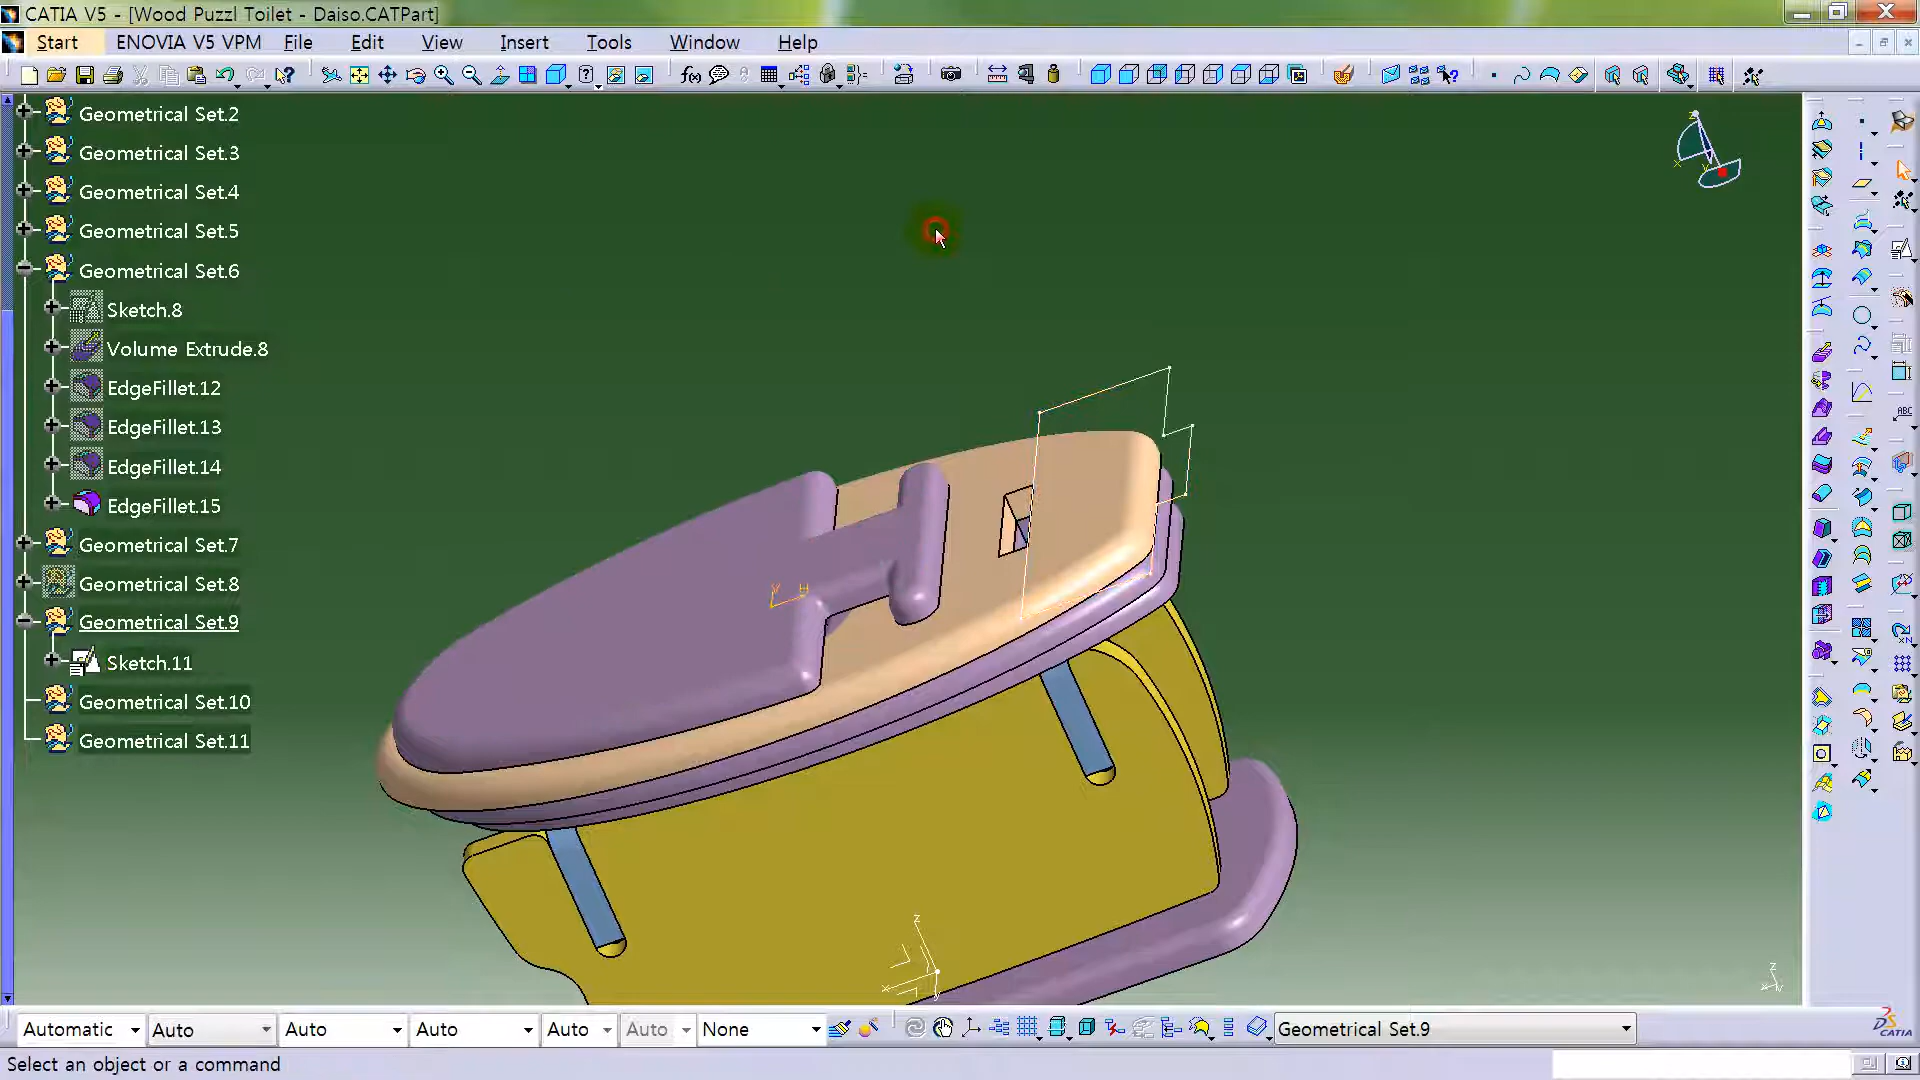 CATIA V5 - [Wood Puzzl Toilet - Daiso.CATPart]
Start ENOVIA V5 VPM File Edit View Insert Tools Window Help
Geometrical Set.2
Geometrical Set.3
Geometrical Set.4
Geometrical Set.5
Geometrical Set.6
Sketch.8
Volume Extrude.8
EdgeFillet.12
EdgeFillet.13
EdgeFillet.14
EdgeFillet.15
Geometrical Set.7
Geometrical Set.8
Geometrical Set.9
Sketch.11
Geometrical Set.10
Geometrical Set.11
Automatic Auto Auto Auto Auto Auto None Geometrical Set.9
Select an object or a command
CATIA